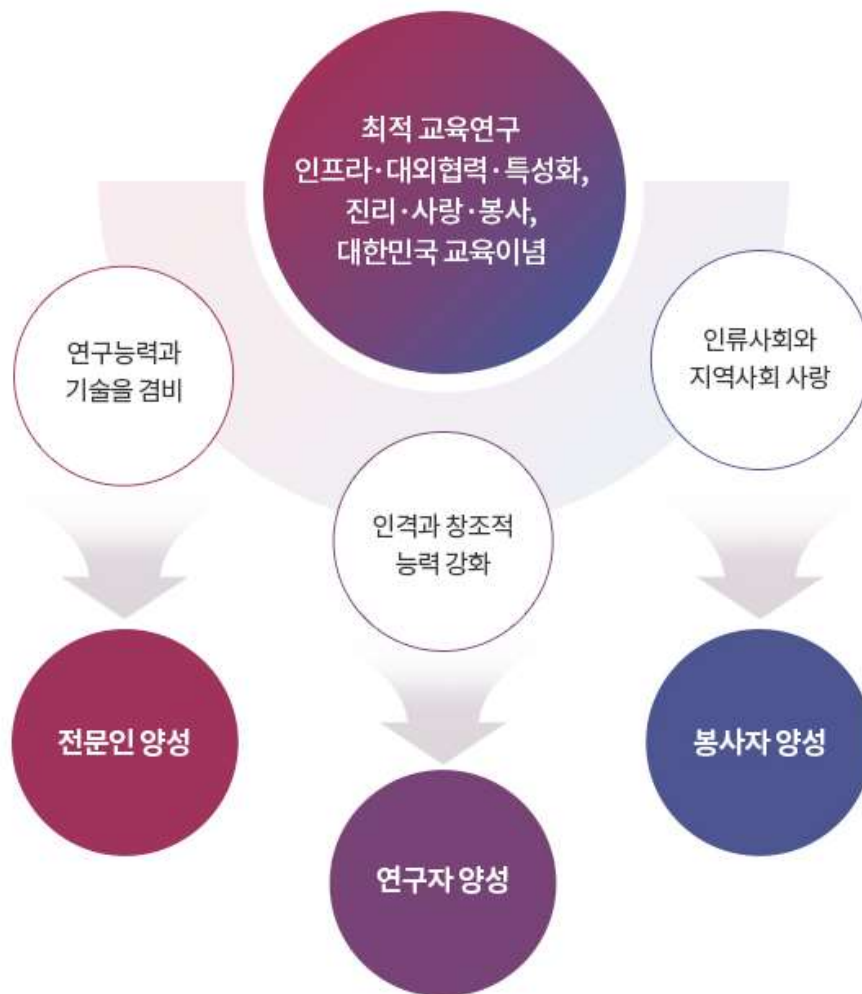 최적 교육연구
인프라·대외협력·특성화,
진리·사랑·봉사,
대한민국 교육이념
연구능력과
기술을 겸비
인류사회와
지역사회 사랑
인격과 창조적
능력 강화
전문인 양성
봉사자 양성
연구자 양성